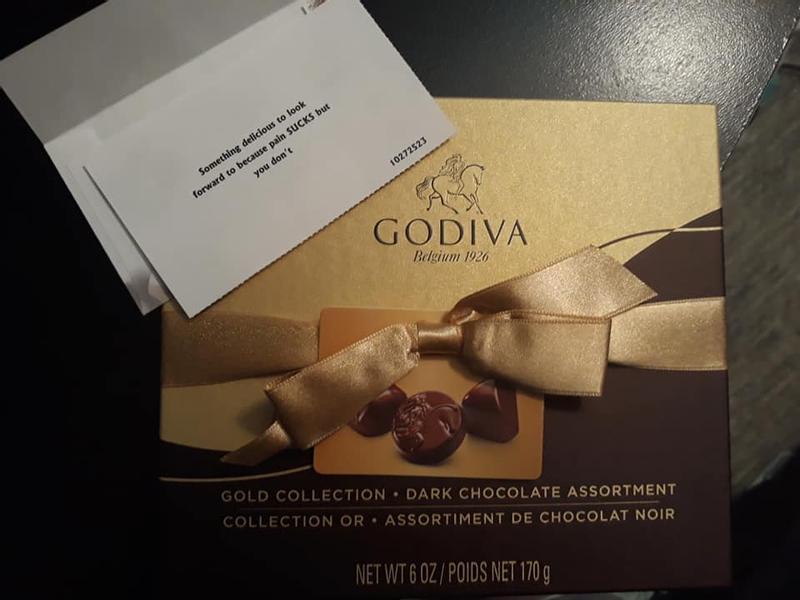 Something delicious to look
forward to because pain SUCKS but
you don't
10272523
GODIVA
Belgium 1926
GOLD COLLECTION • DARK CHOCOLATE ASSORTMENT
COLLECTION OR • ASSORTIMENT DE CHOCOLAT NOIR
NET WT 6 OZ / POIDS NET 170 g